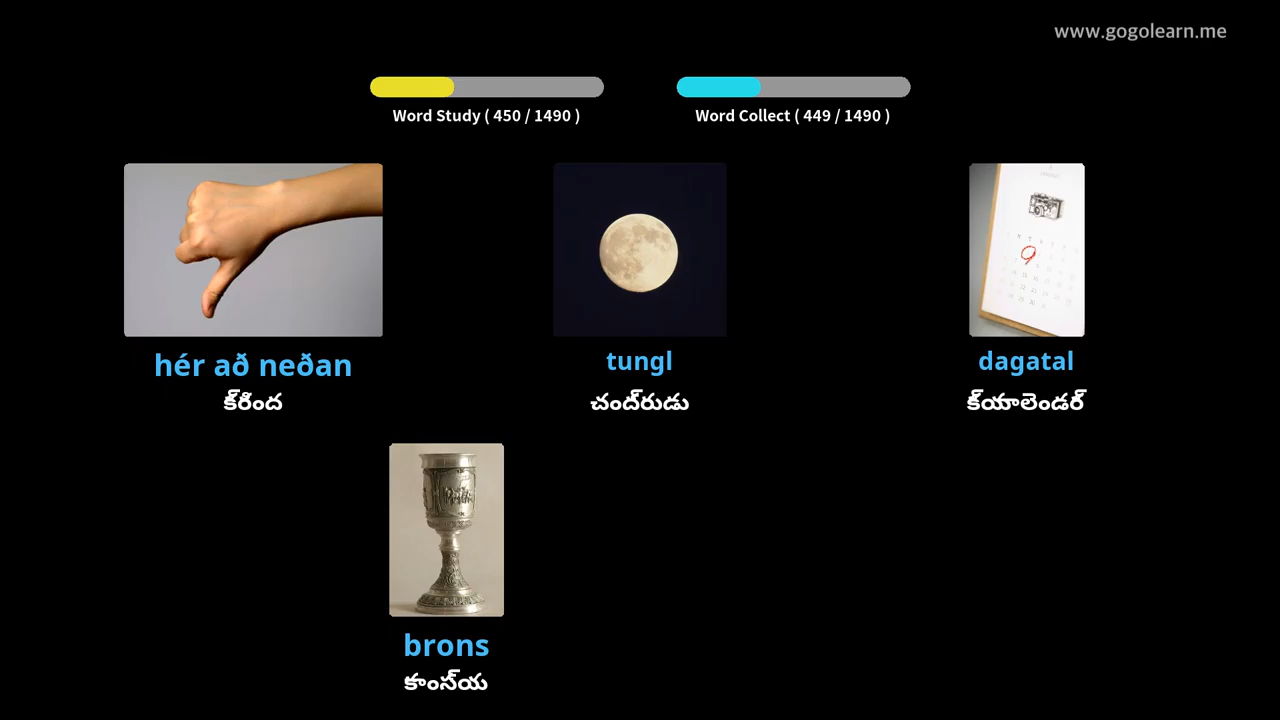 www.gogolearn.me
Word Study ( 450 / 1490 )
Word Collect ( 449 / 1490 )
hér að neðan
tungl
dagatal
క్రింద
చంద్రుడు
క్యాలెండర్
brons
కాంస్య